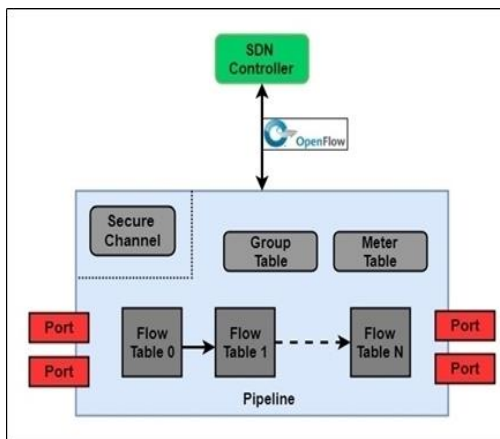 SDN
Controller
OpenFlow
Secure
Channel
Group
Table
Meter
Table
Port
Port
Flow
Table 0
Flow
Table 1
Flow
Table N
Port
Port
Pipeline